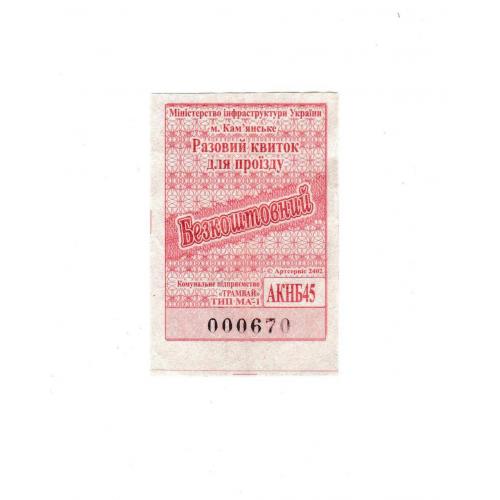 Міністерство інфраструктури України
м. Кам'янське
Разовий квиток
для проїзду
Безкоштовний
© Артсервіс 2402
Комунальне підприємство
«ТРАМВАЙ»
ТИП МА-1
АКНБ45
000670